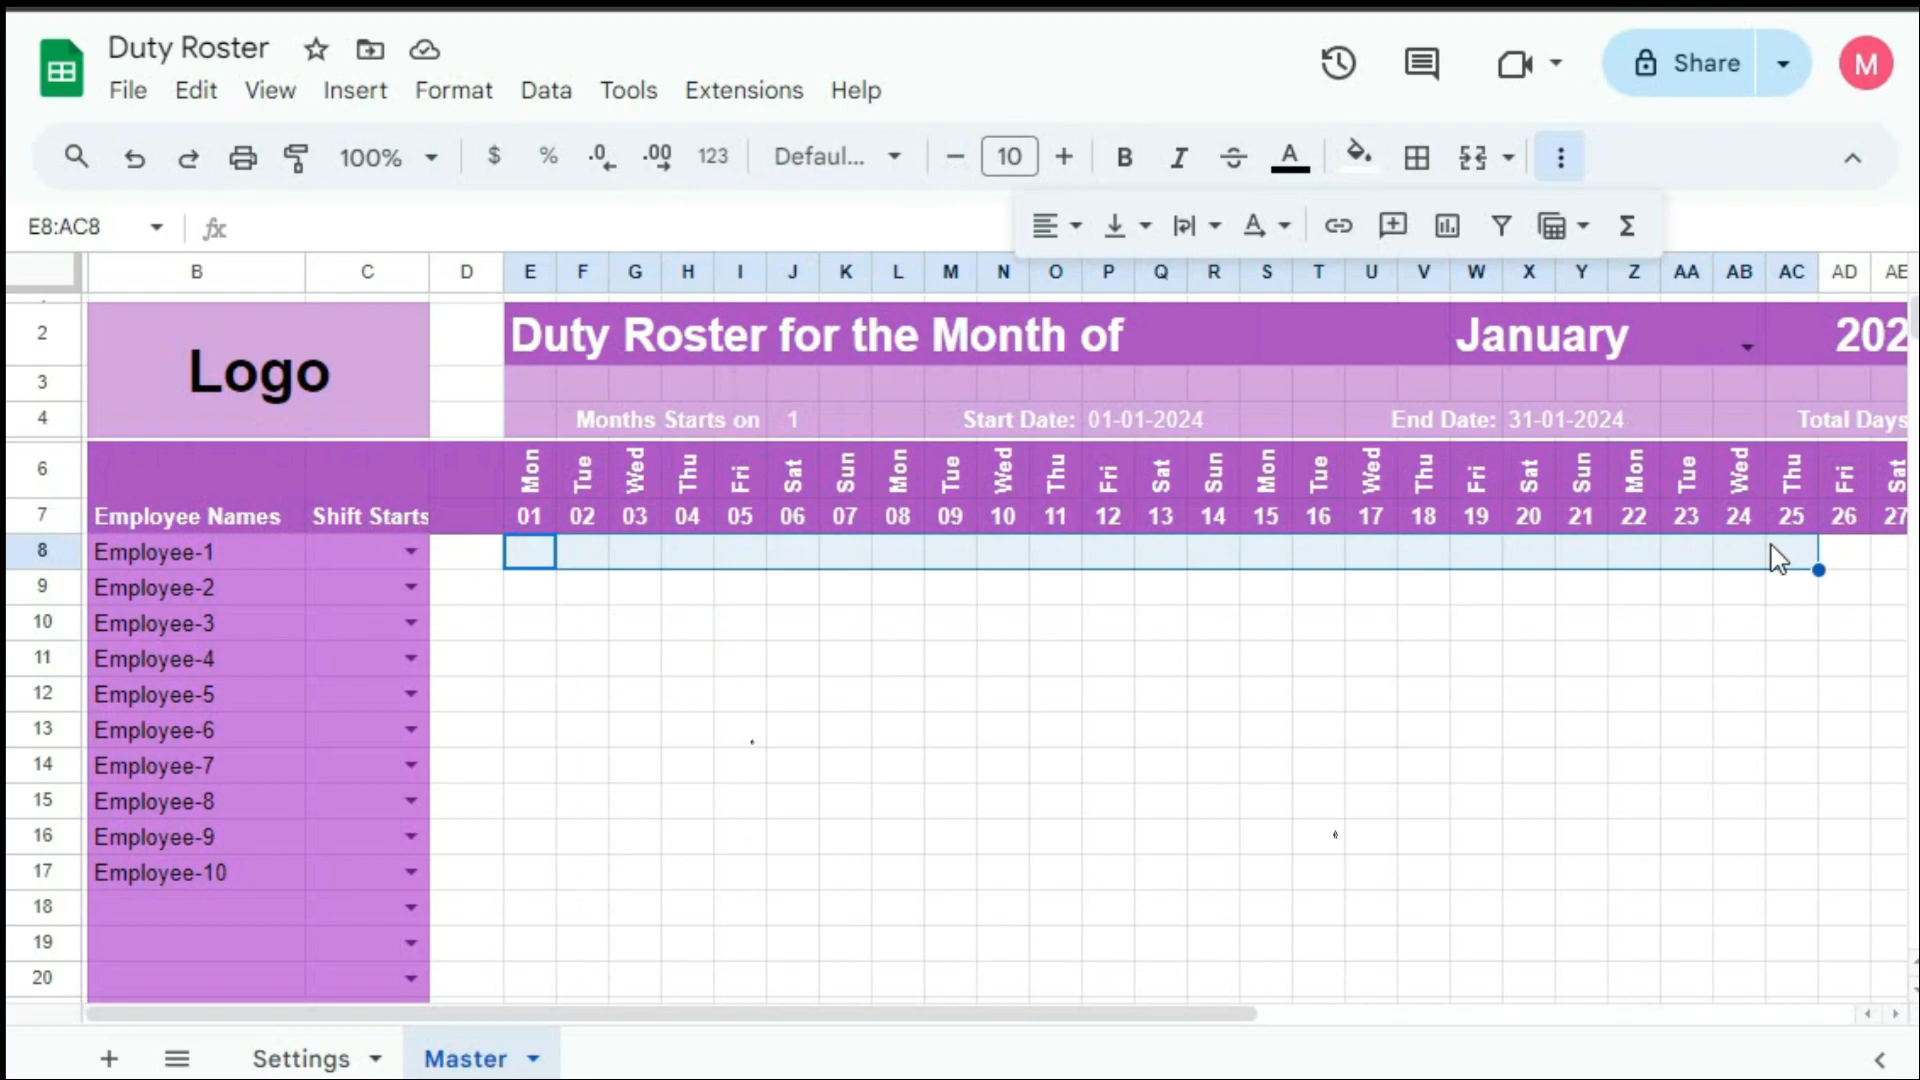 Duty Roster
Share
M
File Edit View Insert Format Data Tools Extensions Help
100% $ % .0 .00 123 Defaul... 10 B I A
E8:AC8 fx A Σ
B C D E F G H I J K L M N O P Q R S T U V W X Y Z AA AB AC AD AE
2 Logo Duty Roster for the Month of January 202
3
4 Months Starts on 1 Start Date: 01-01-2024 End Date: 31-01-2024 Total Days
6 Mon Tue Wed Thu Fri Sat Sun Mon Tue Wed Thu Fri Sat Sun Mon Tue Wed Thu Fri Sat Sun Mon Tue Wed Thu Fri Sat
7 Employee Names Shift Starts 01 02 03 04 05 06 07 08 09 10 11 12 13 14 15 16 17 18 19 20 21 22 23 24 25 26 27
8 Employee-1
9 Employee-2
10 Employee-3
11 Employee-4
12 Employee-5
13 Employee-6
14 Employee-7
15 Employee-8
16 Employee-9
17 Employee-10
18
19
20
Settings Master